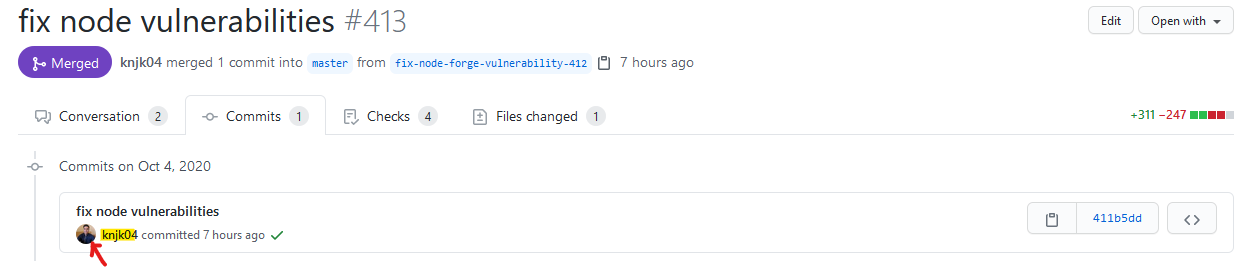 fix node vulnerabilities #413
Edit
Open with
Merged
knjk04 merged 1 commit into master from fix-node-forge-vulnerability-412 7 hours ago
Conversation 2
Commits 1
Checks 4
Files changed 1
+311 −247
Commits on Oct 4, 2020
fix node vulnerabilities
knjk04 committed 7 hours ago
411b5dd